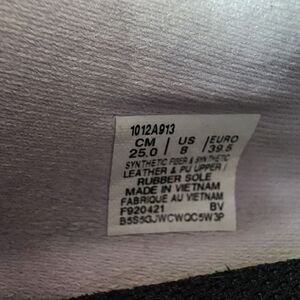 1012A913
CM | US | EURO
25.0 | 8 | 39.5
SYNTHETIC FIBER & SYNTHETIC
LEATHER & PU UPPER /
RUBBER SOLE
MADE IN VIETNAM
FABRIQUE AU VIETNAM
F920421 BV
B5S5GJWCWQC5W3P